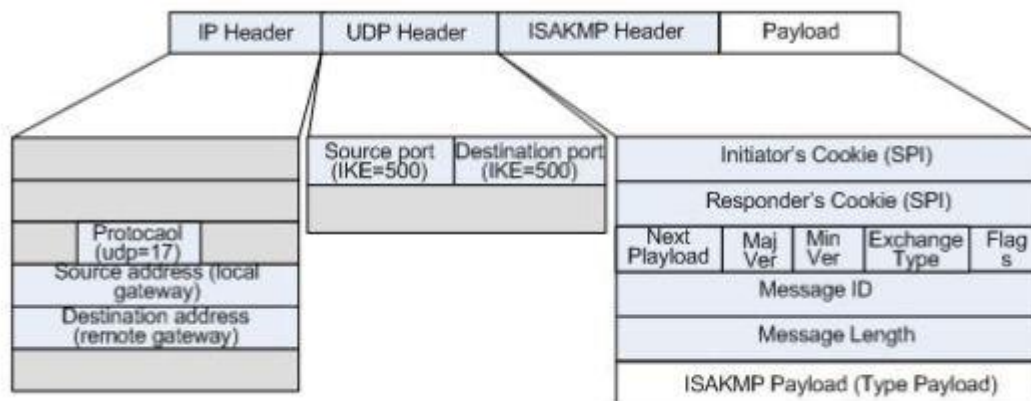 IP Header
UDP Header
ISAKMP Header
Payload
Protocaol
(udp=17)
Source address (local
gateway)
Destination address
(remote gateway)
Source port
(IKE=500)
Destination port
(IKE=500)
Initiator's Cookie (SPI)
Responder's Cookie (SPI)
Next
Playload
Maj
Ver
Min
Ver
Exchange
Type
Flag
s
Message ID
Message Length
ISAKMP Payload (Type Payload)